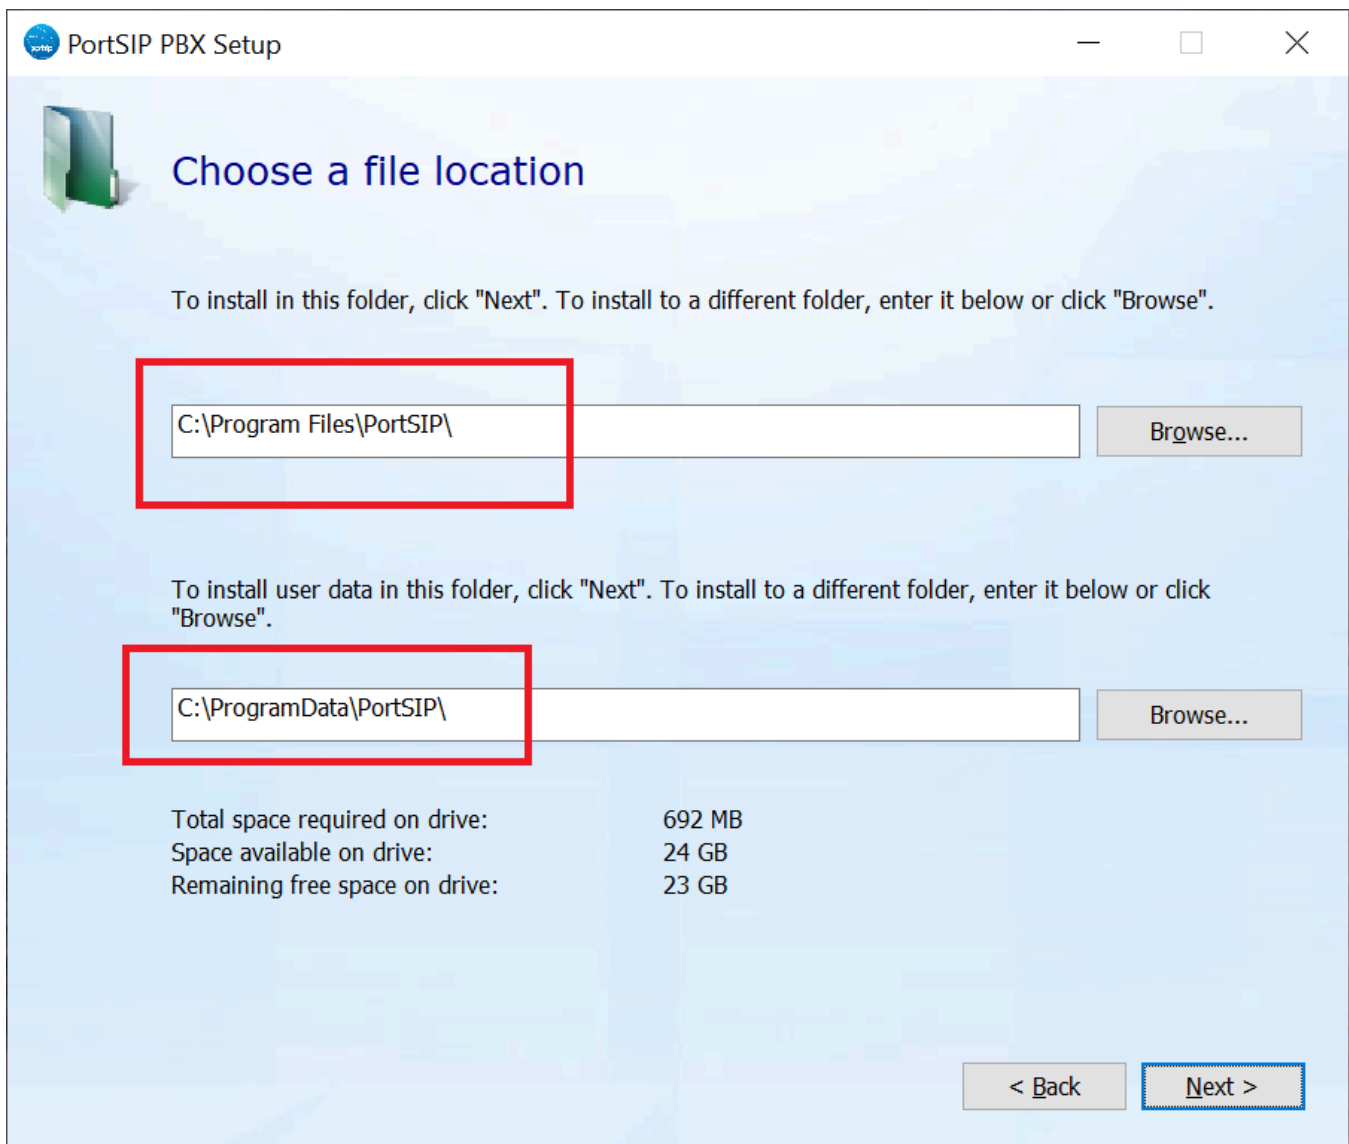 PortSIP PBX Setup
Choose a file location
To install in this folder, click "Next". To install to a different folder, enter it below or click "Browse".
C:\Program Files\PortSIP\
Browse...
To install user data in this folder, click "Next". To install to a different folder, enter it below or click
"Browse".
C:\ProgramData\PortSIP\
Browse...
Total space required on drive: 692 MB
Space available on drive: 24 GB
Remaining free space on drive: 23 GB
< Back
Next >